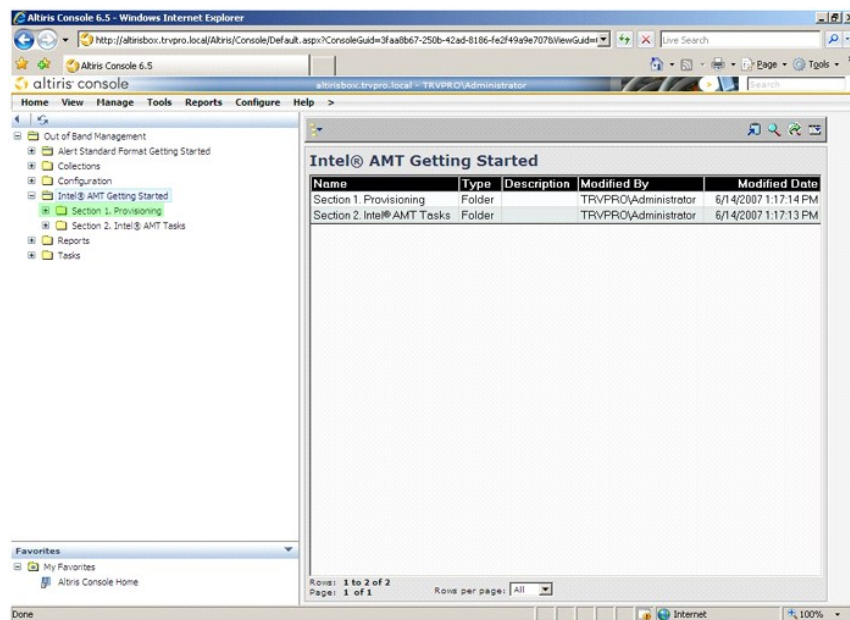 Altiris Console 6.5 - Windows Internet Explorer
http://altirisbox.trvpro.local/Altiris/Console/Default.aspx?ConsoleGuid=3faa8b67-250b-42ad-8186-fe2f49a9e707&ViewGuid=
Live Search
Altiris Console 6.5
Page
Tools
altiris console
altirisbox.trvpro.local - TRVPRO\Administrator
Search
Home View Manage Tools Reports Configure Help >
Out of Band Management
Alert Standard Format Getting Started
Collections
Configuration
Intel® AMT Getting Started
Section 1. Provisioning
Section 2. Intel® AMT Tasks
Reports
Tasks
Intel® AMT Getting Started
Name Type Description Modified By Modified Date
Section 1. Provisioning Folder TRVPRO\Administrator 6/14/2007 1:17:14 PM
Section 2. Intel® AMT Tasks Folder TRVPRO\Administrator 6/14/2007 1:17:13 PM
Favorites
My Favorites
Altiris Console Home
Rows: 1 to 2 of 2
Page: 1 of 1
Rows per page: All
Done
Internet
100%